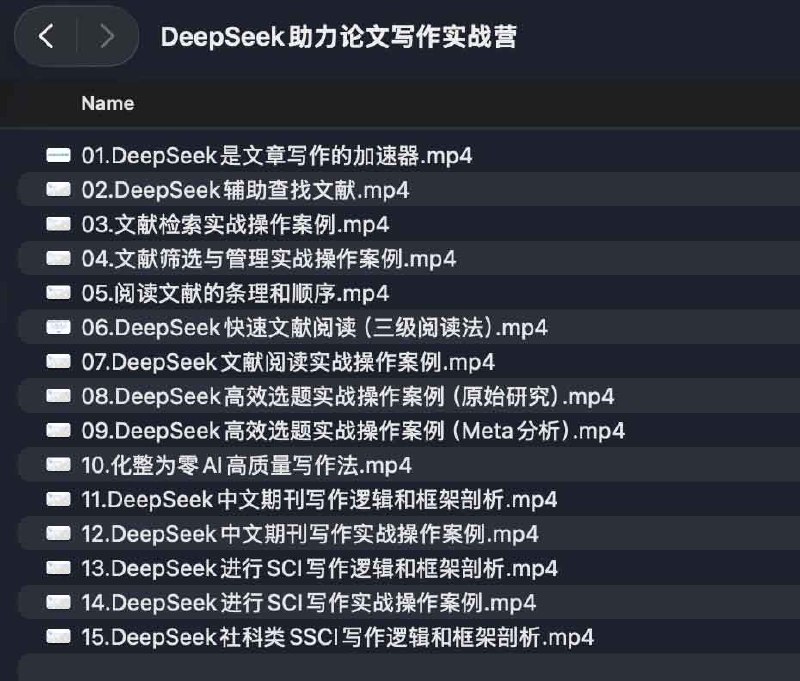 DeepSeek助力论文写作实战营
Name
01.DeepSeek是文章写作的加速器.mp4
02.DeepSeek辅助查找文献.mp4
03.文献检索实战操作案例.mp4
04.文献筛选与管理实战操作案例.mp4
05.阅读文献的条理和顺序.mp4
06.DeepSeek快速文献阅读（三级阅读法）.mp4
07.DeepSeek文献阅读实战操作案例.mp4
08.DeepSeek高效选题实战操作案例（原始研究）.mp4
09.DeepSeek高效选题实战操作案例（Meta分析）.mp4
10.化整为零AI高质量写作法.mp4
11.DeepSeek中文期刊写作逻辑和框架剖析.mp4
12.DeepSeek中文期刊写作实战操作案例.mp4
13.DeepSeek进行SCI写作逻辑和框架剖析.mp4
14.DeepSeek进行SCI写作实战操作案例.mp4
15.DeepSeek社科类SSCI写作逻辑和框架剖析.mp4